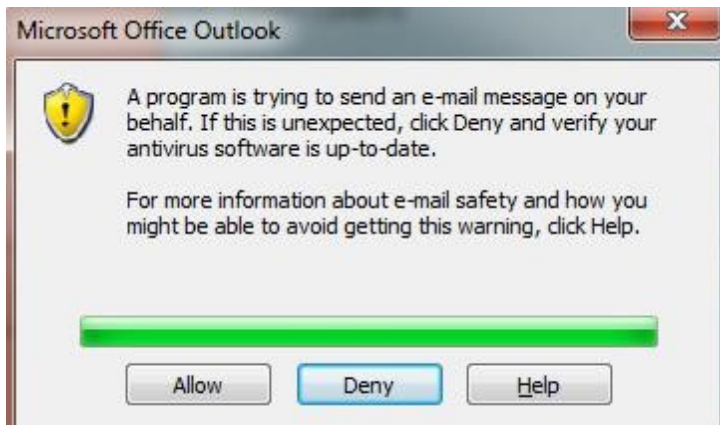 Microsoft Office Outlook
A program is trying to send an e-mail message on your
behalf. If this is unexpected, click Deny and verify your
antivirus software is up-to-date.
For more information about e-mail safety and how you
might be able to avoid getting this warning, click Help.
Allow Deny Help